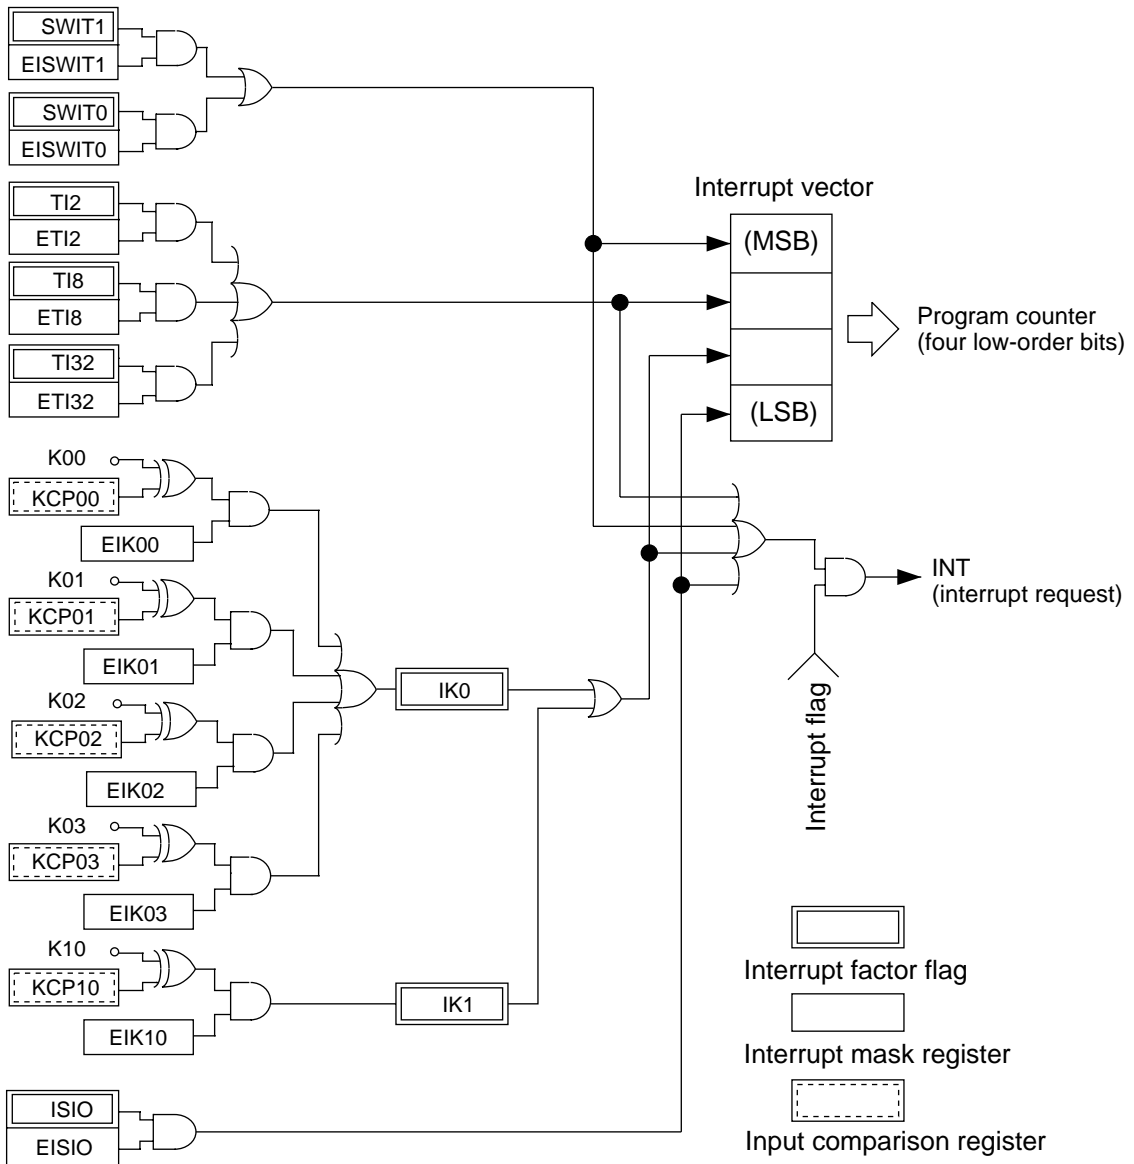 SWIT1
EISWIT1
SWIT0
EISWIT0
TI2
ETI2
TI8
ETI8
TI32
ETI32
Interrupt vector
(MSB)
(LSB)
Program counter
(four low-order bits)
K00
KCP00
EIK00
K01
KCP01
EIK01
K02
KCP02
EIK02
K03
KCP03
EIK03
K10
KCP10
EIK10
IK0
IK1
ISIO
EISIO
INT
(interrupt request)
Interrupt flag
Interrupt factor flag
Interrupt mask register
Input comparison register